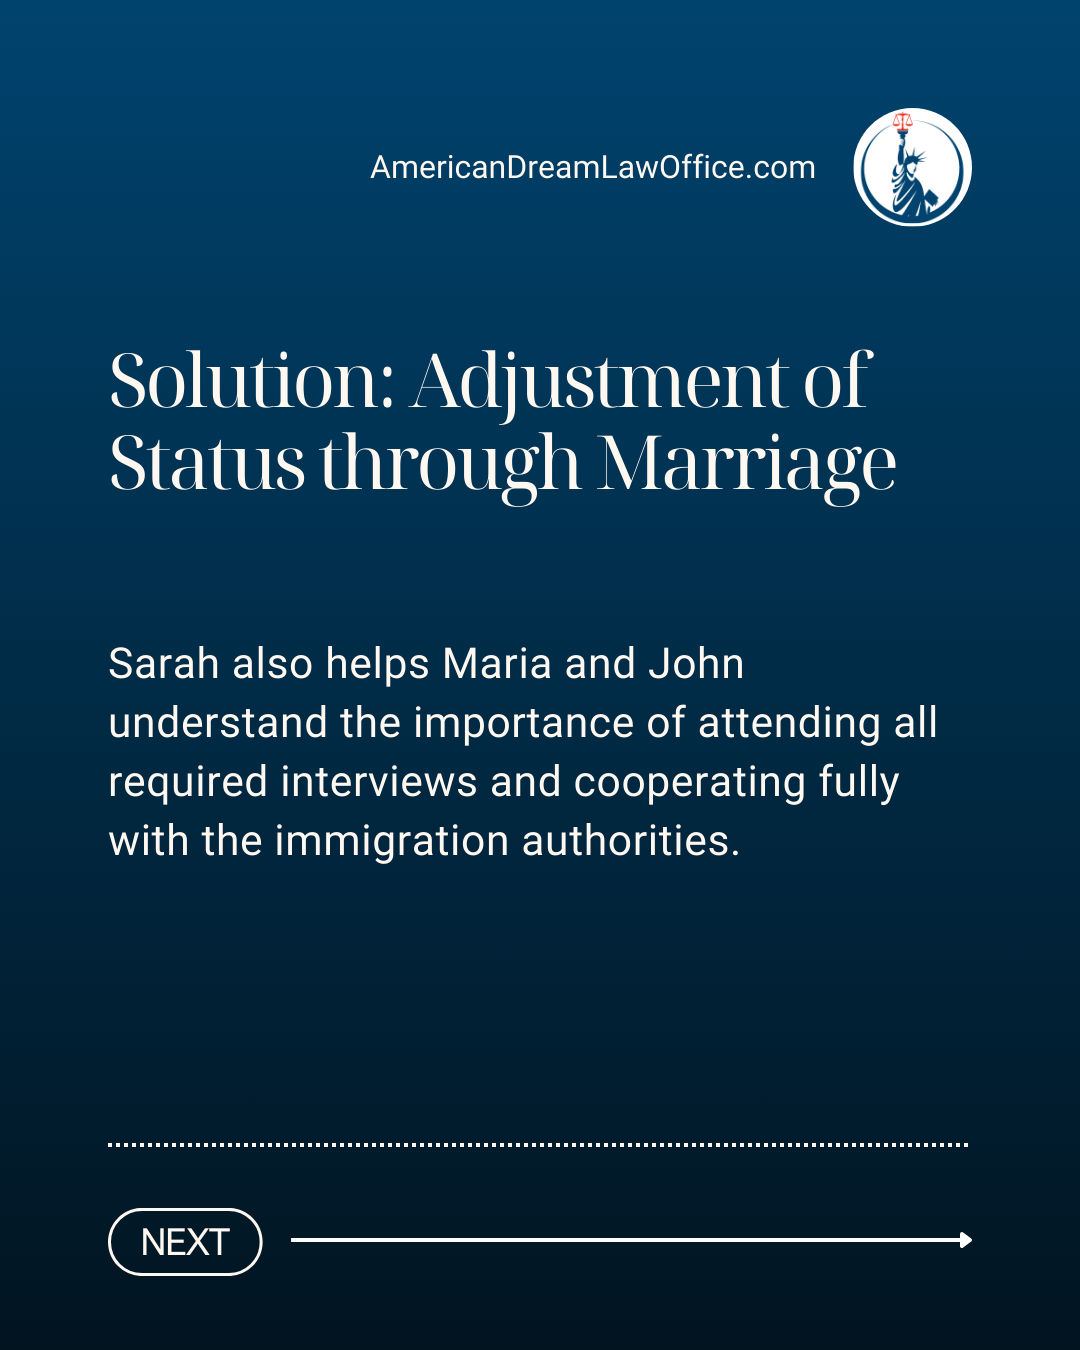 AmericanDreamLawOffice.com
Solution: Adjustment of
Status through Marriage
Sarah also helps Maria and John
understand the importance of attending all
required interviews and cooperating fully
with the immigration authorities.
NEXT